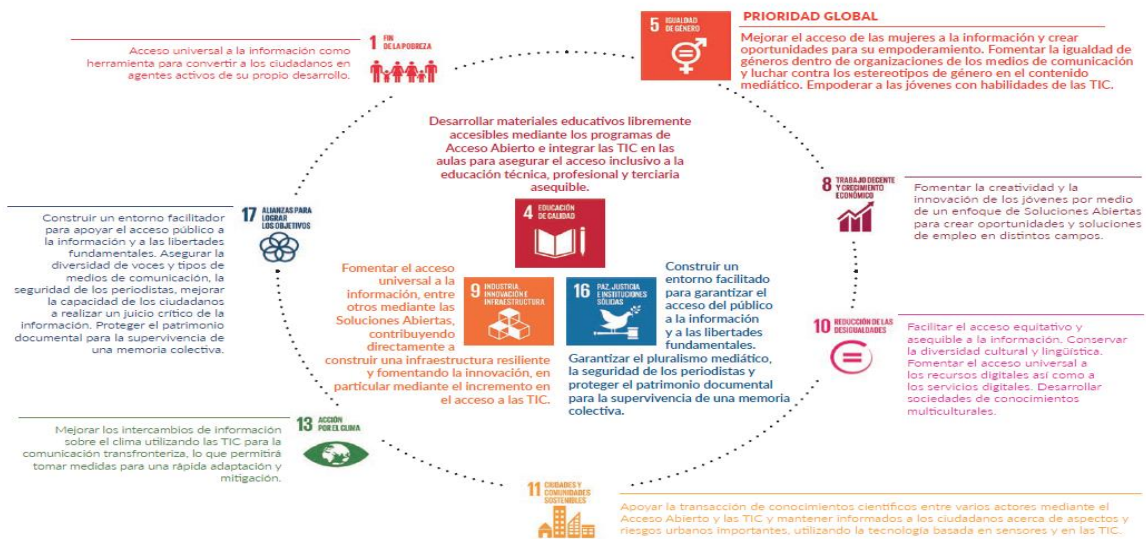 1 FIN
DE LA POBREZA
Acceso universal a la información como
herramienta para convertir a los ciudadanos en
agentes activos de su propio desarrollo.
5 IGUALDAD
DE GÉNERO
PRIORIDAD GLOBAL
Mejorar el acceso de las mujeres a la información y crear
oportunidades para su empoderamiento. Fomentar la igualdad de
géneros dentro de organizaciones de los medios de comunicación
y luchar contra los estereotipos de género en el contenido
mediático. Empoderar a las jóvenes con habilidades de las TIC.
Desarrollar materiales educativos libremente
accesibles mediante los programas de
Acceso Abierto e integrar las TIC en las
aulas para asegurar el acceso inclusivo a la
educación técnica, profesional y terciaria
asequible.
4 EDUCACIÓN
DE CALIDAD
8 TRABAJO DECENTE
Y CRECIMIENTO
ECONÓMICO
Fomentar la creatividad y la
innovación de los jóvenes por medio
de un enfoque de Soluciones Abiertas
para crear oportunidades y soluciones
de empleo en distintos campos.
17 ALIANZAS PARA
LOGRAR
LOS OBJETIVOS
Construir un entorno facilitador
para apoyar el acceso público a
la información y a las libertades
fundamentales. Asegurar la
diversidad de voces y tipos de
medios de comunicación, la
seguridad de los periodistas, mejorar
la capacidad de los ciudadanos
a realizar un juicio crítico de la
información. Proteger el patrimonio
documental para la supervivencia de
una memoria colectiva.
Fomentar el acceso
universal a la
información, entre
otros mediante las
Soluciones Abiertas,
contribuyendo
directamente a
construir una infraestructura resiliente
y fomentando la innovación, en
particular mediante el incremento en
el acceso a las TIC.
9 INDUSTRIA,
INNOVACIÓN E
INFRAESTRUCTURA
16 PAZ, JUSTICIA
E INSTITUCIONES
SÓLIDAS
Construir un
entorno facilitado
para garantizar el
acceso del público
a la información
y a las libertades
fundamentales.
Garantizar el pluralismo mediático,
la seguridad de los periodistas y
proteger el patrimonio documental
para la supervivencia de una memoria
colectiva.
10 REDUCCIÓN DE LAS
DESIGUALDADES
Facilitar el acceso equitativo y
asequible a la información. Conservar
la diversidad cultural y lingüística.
Fomentar el acceso universal a
los recursos digitales así como a
los servicios digitales. Desarrollar
sociedades de conocimientos
multiculturales.
13 ACCIÓN
POR EL CLIMA
Mejorar los intercambios de información
sobre el clima utilizando las TIC para la
comunicación transfronteriza, lo que permitirá
tomar medidas para una rápida adaptación y
mitigación.
11 CIUDADES Y
COMUNIDADES
SOSTENIBLES
Apoyar la transacción de conocimientos científicos entre varios actores mediante el
Acceso Abierto y las TIC y mantener informados a los ciudadanos acerca de aspectos y
riesgos urbanos importantes, utilizando la tecnología basada en sensores y en las TIC.